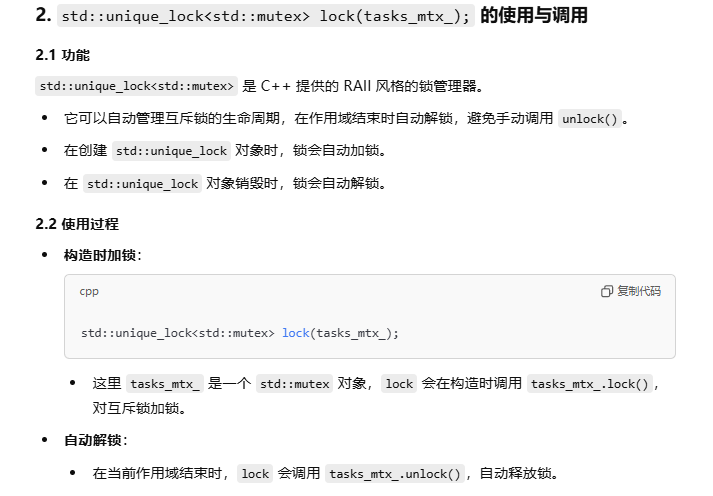 2. std::unique_lock<std::mutex> lock(tasks_mtx_); 的使用与调用
2.1 功能
std::unique_lock<std::mutex> 是 C++ 提供的 RAII 风格的锁管理器。
• 它可以自动管理互斥锁的生命周期，在作用域结束时自动解锁，避免手动调用 unlock()。
• 在创建 std::unique_lock 对象时，锁会自动加锁。
• 在 std::unique_lock 对象销毁时，锁会自动解锁。
2.2 使用过程
• 构造时加锁：
cpp 复制代码
std::unique_lock<std::mutex> lock(tasks_mtx_);
• 这里 tasks_mtx_ 是一个 std::mutex 对象，lock 会在构造时调用 tasks_mtx_.lock()，
对互斥锁加锁。
• 自动解锁：
• 在当前作用域结束时，lock 会调用 tasks_mtx_.unlock()，自动释放锁。